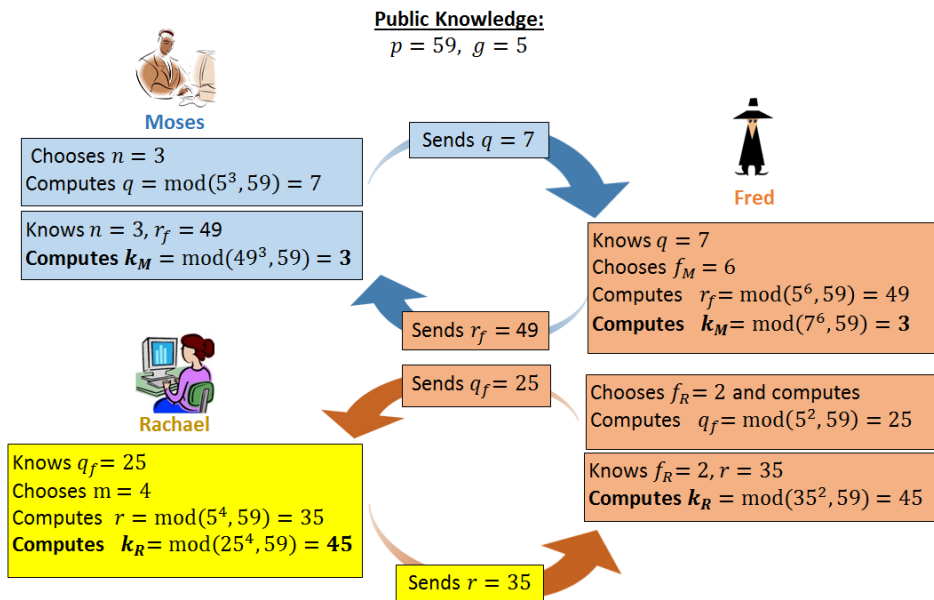 Public Knowledge:
p = 59, g = 5
Moses
Chooses n = 3
Computes q = mod(5³, 59) = 7
Knows n = 3, r_f = 49
Computes k_M = mod(49³, 59) = 3
Sends q = 7
Fred
Knows q = 7
Chooses f_M = 6
Computes r_f = mod(5⁶, 59) = 49
Computes k_M = mod(7⁶, 59) = 3
Sends r_f = 49
Sends q_f = 25
Chooses f_R = 2 and computes
Computes q_f = mod(5², 59) = 25
Rachael
Knows q_f = 25
Chooses m = 4
Computes r = mod(5⁴, 59) = 35
Computes k_R = mod(25⁴, 59) = 45
Sends r = 35
Knows f_R = 2, r = 35
Computes k_R = mod(35², 59) = 45